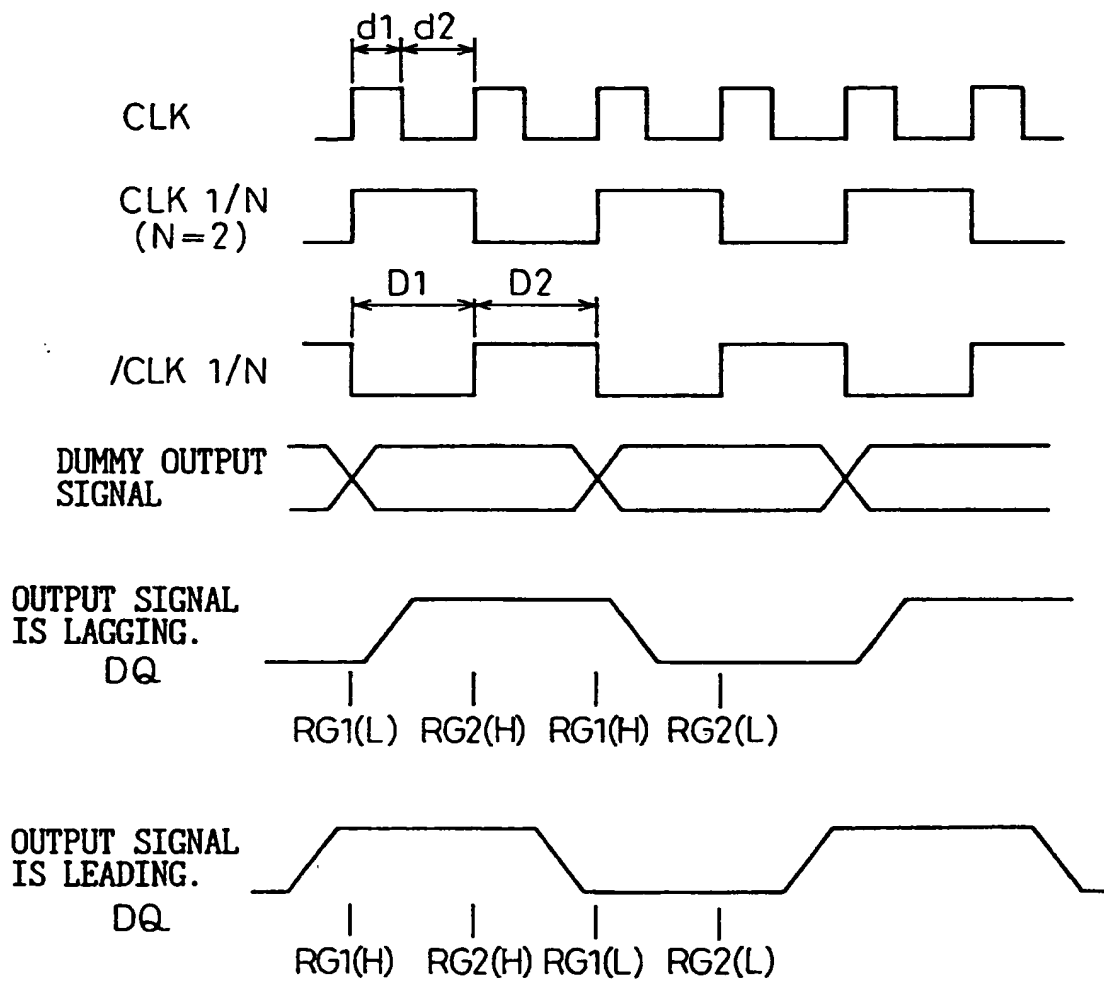 d1 d2
CLK
CLK 1/N
(N=2)
D1 D2
/CLK 1/N
DUMMY OUTPUT
SIGNAL
OUTPUT SIGNAL
IS LAGGING.
DQ
RG1(L) RG2(H) RG1(H) RG2(L)
OUTPUT SIGNAL
IS LEADING.
DQ
RG1(H) RG2(H) RG1(L) RG2(L)